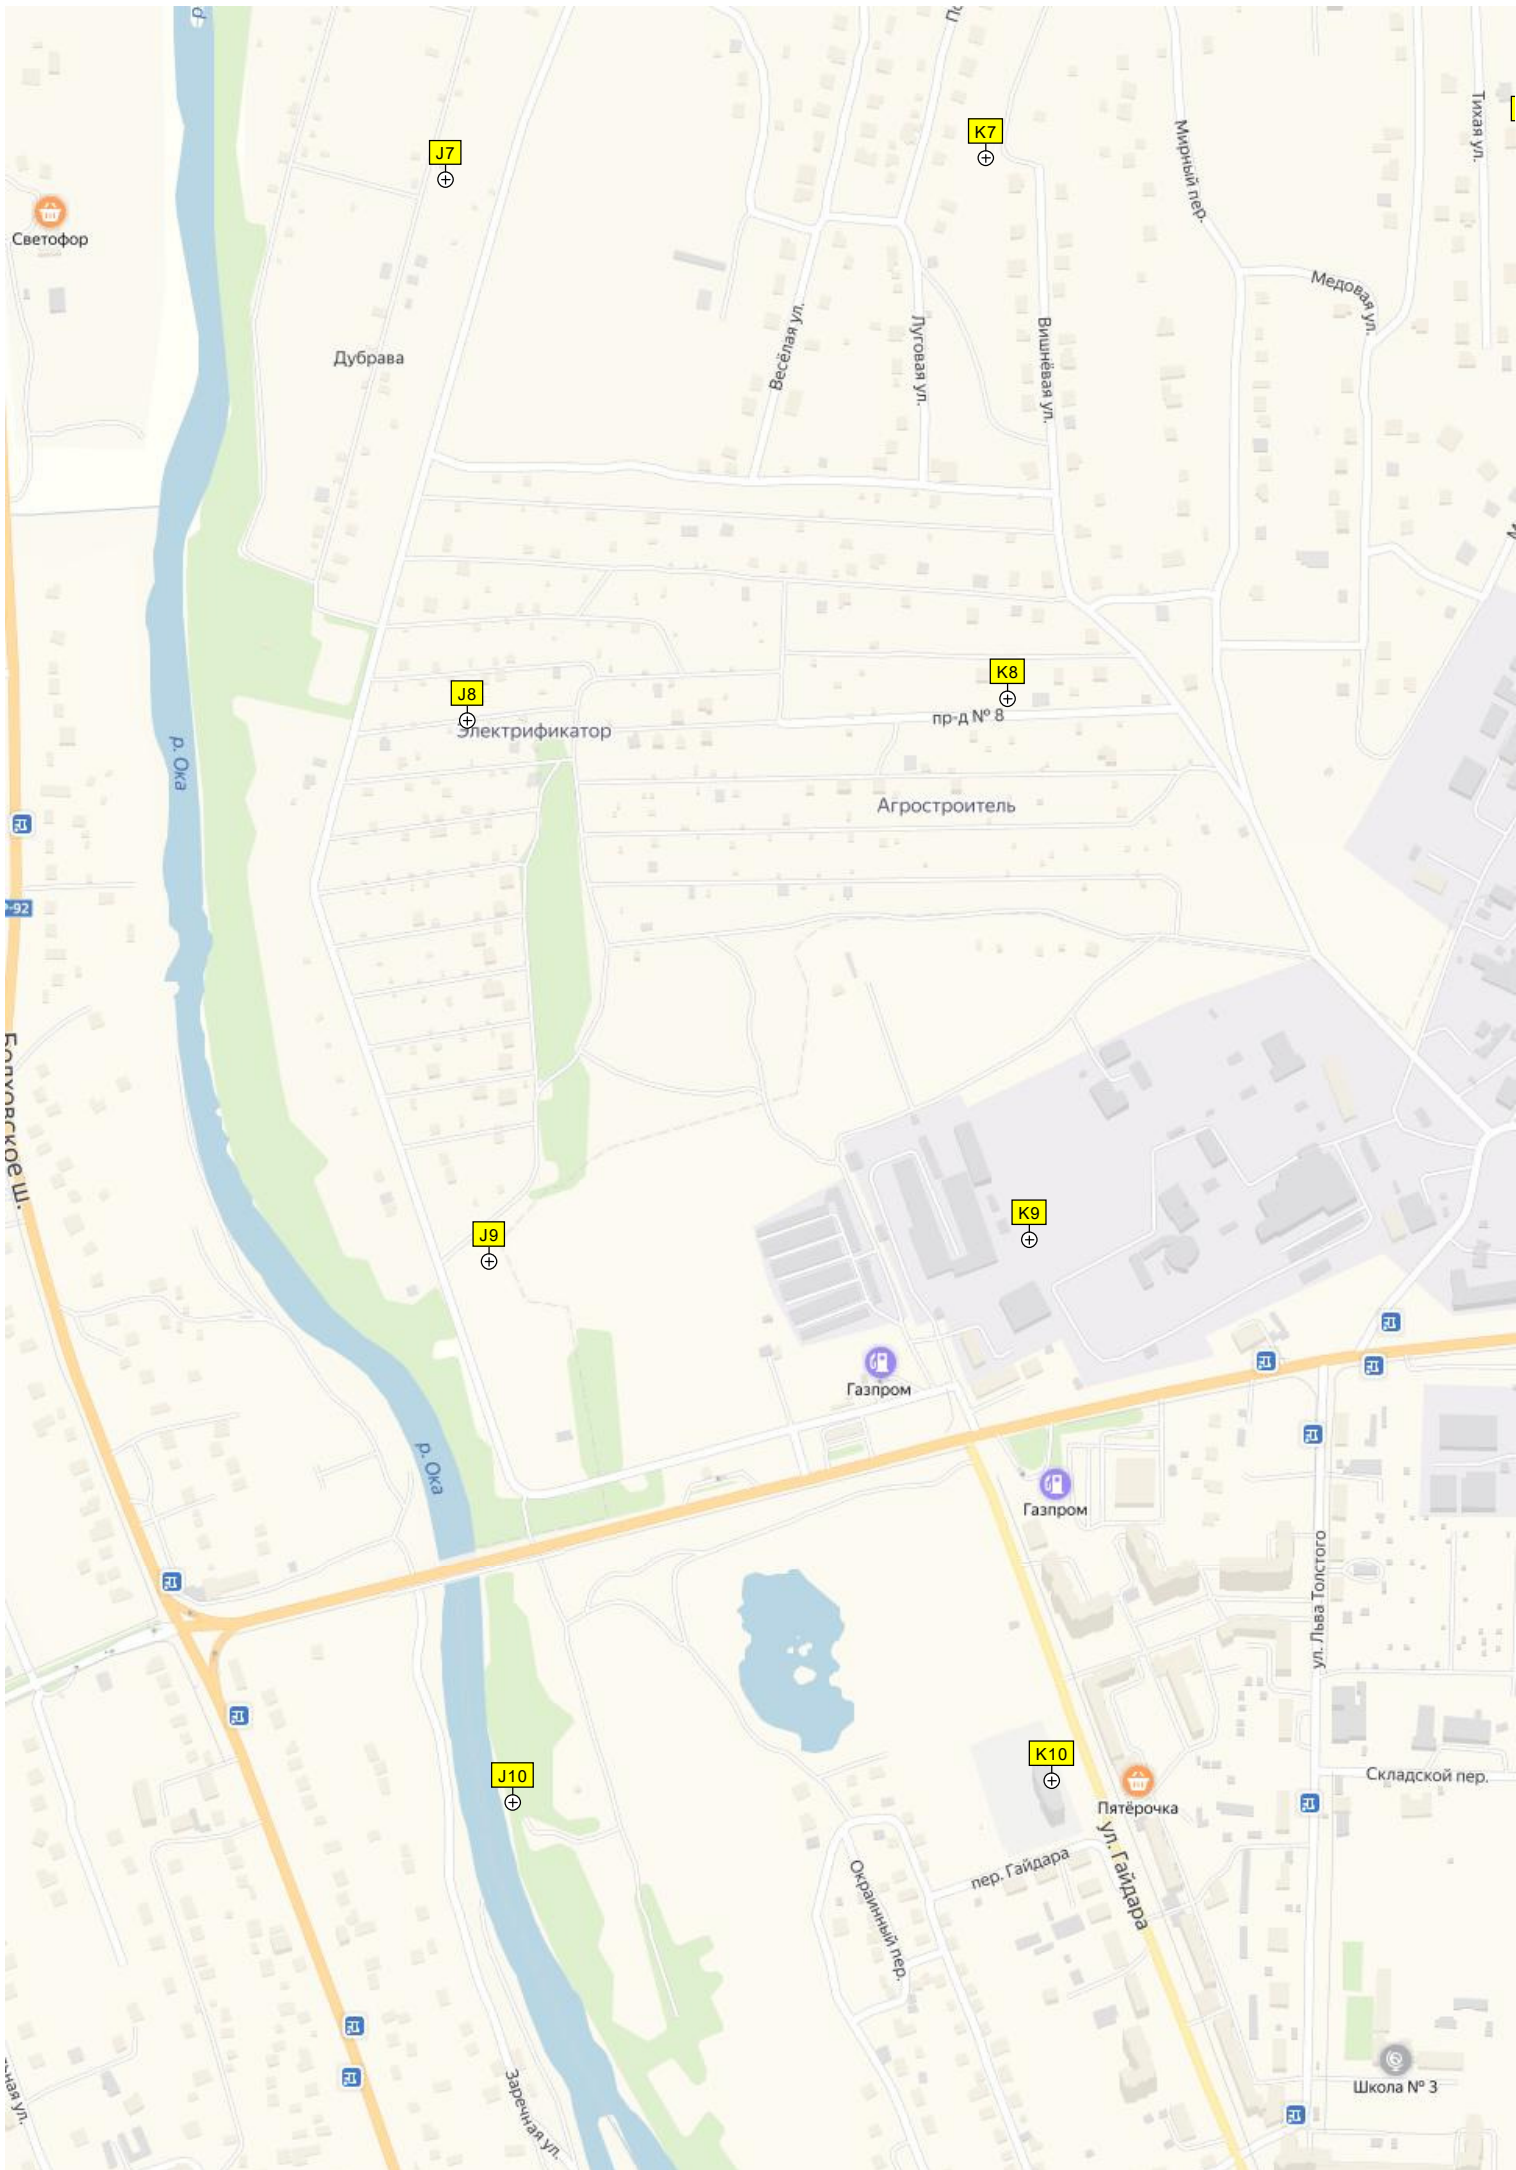 K7
J7
Тихая ул.
Мирный пер.
Светофор
Медовая ул.
Весёлая ул.
Луговая ул.
Вишнёвая ул.
Дубрава
K8
J8
пр-д № 8
Электрификатор
р. Ока
Агростроитель
Болховское ш.
K9
J9
Газпром
р. Ока
Газпром
ул. Льва Толстого
K10
J10
Складской пер.
Пятёрочка
ул. Гайдара
пер. Гайдара
Окраинный пер.
Школа № 3
Заречная ул.